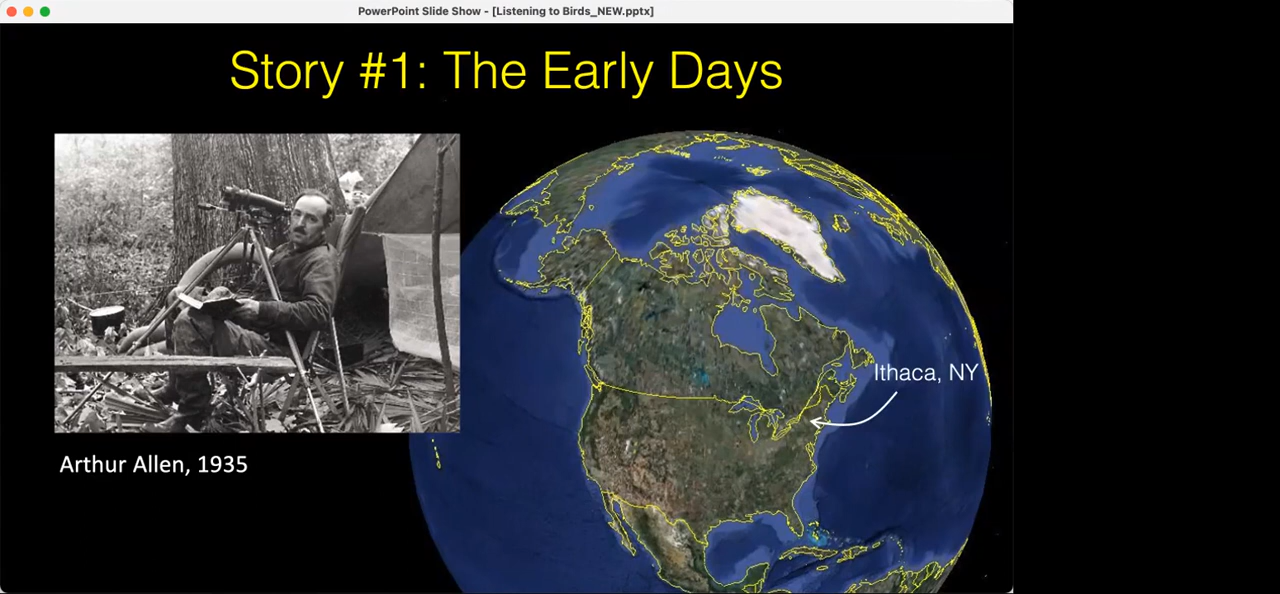 PowerPoint Slide Show - [Listening to Birds_NEW.pptx]
Story #1: The Early Days
Ithaca, NY
Arthur Allen, 1935